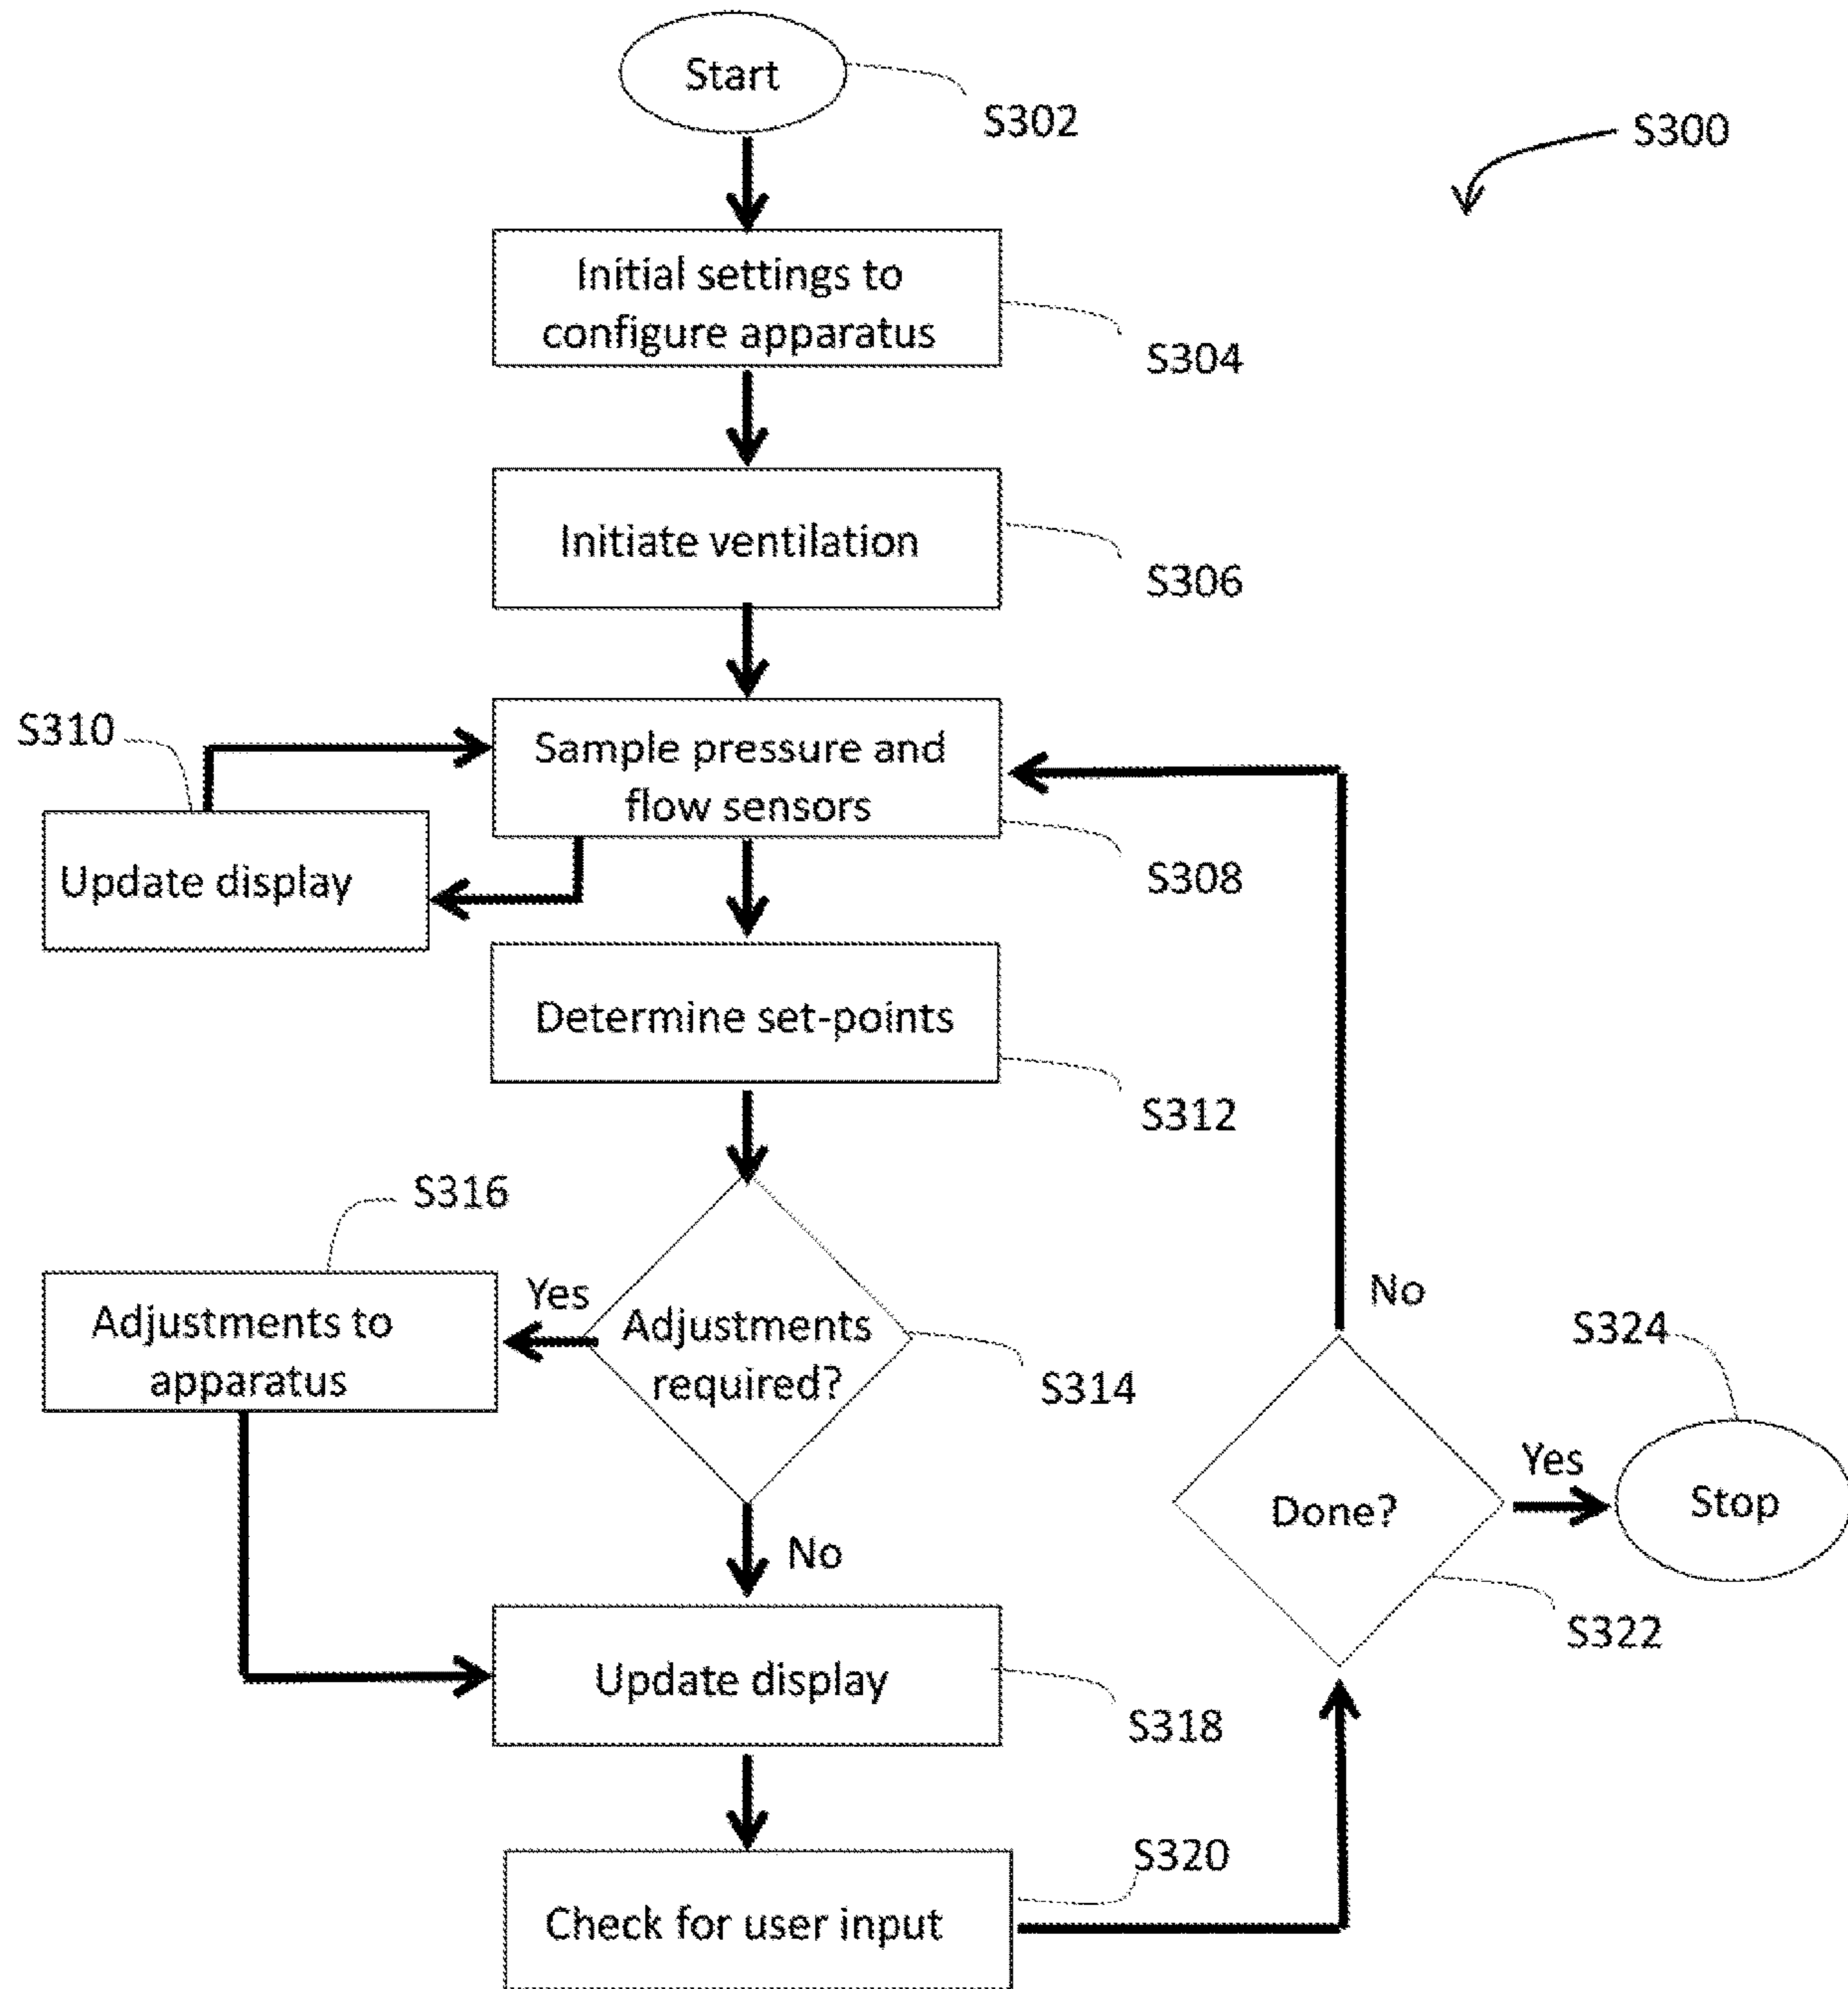 Start
S302
S300
Initial settings to
configure apparatus
S304
Initiate ventilation
S306
S310
Sample pressure and
flow sensors
Update display
S308
Determine set-points
S312
S316
Yes
Adjustments to
apparatus
Adjustments
required?
S314
No
No
S324
Yes
Stop
Done?
S322
Update display
S318
S320
Check for user input